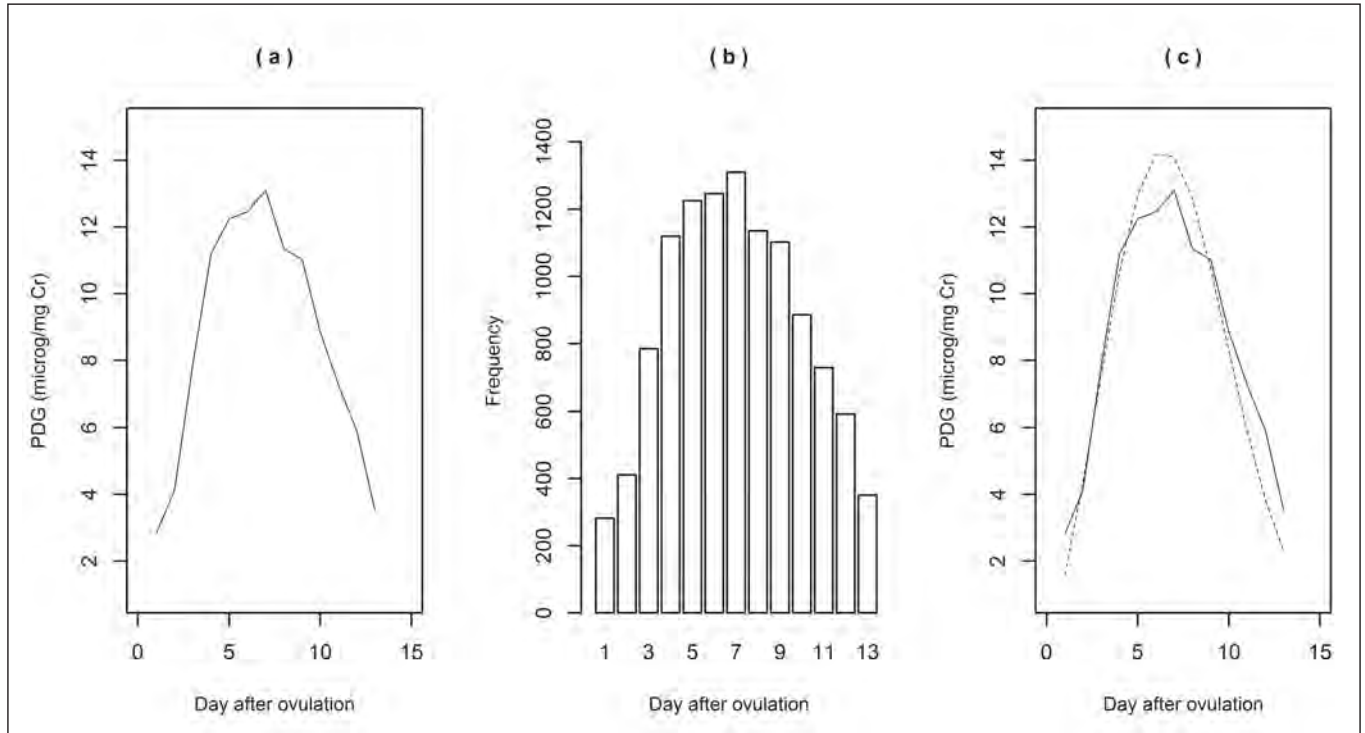 ( a )
PDG (microg/mg Cr)
14
12
10
8
6
4
2
0 5 10 15
Day after ovulation
( b )
Frequency
1400
1200
1000
800
600
400
200
0
1 3 5 7 9 11 13
Day after ovulation
( c )
PDG (microg/mg Cr)
14
12
10
8
6
4
2
0 5 10 15
Day after ovulation